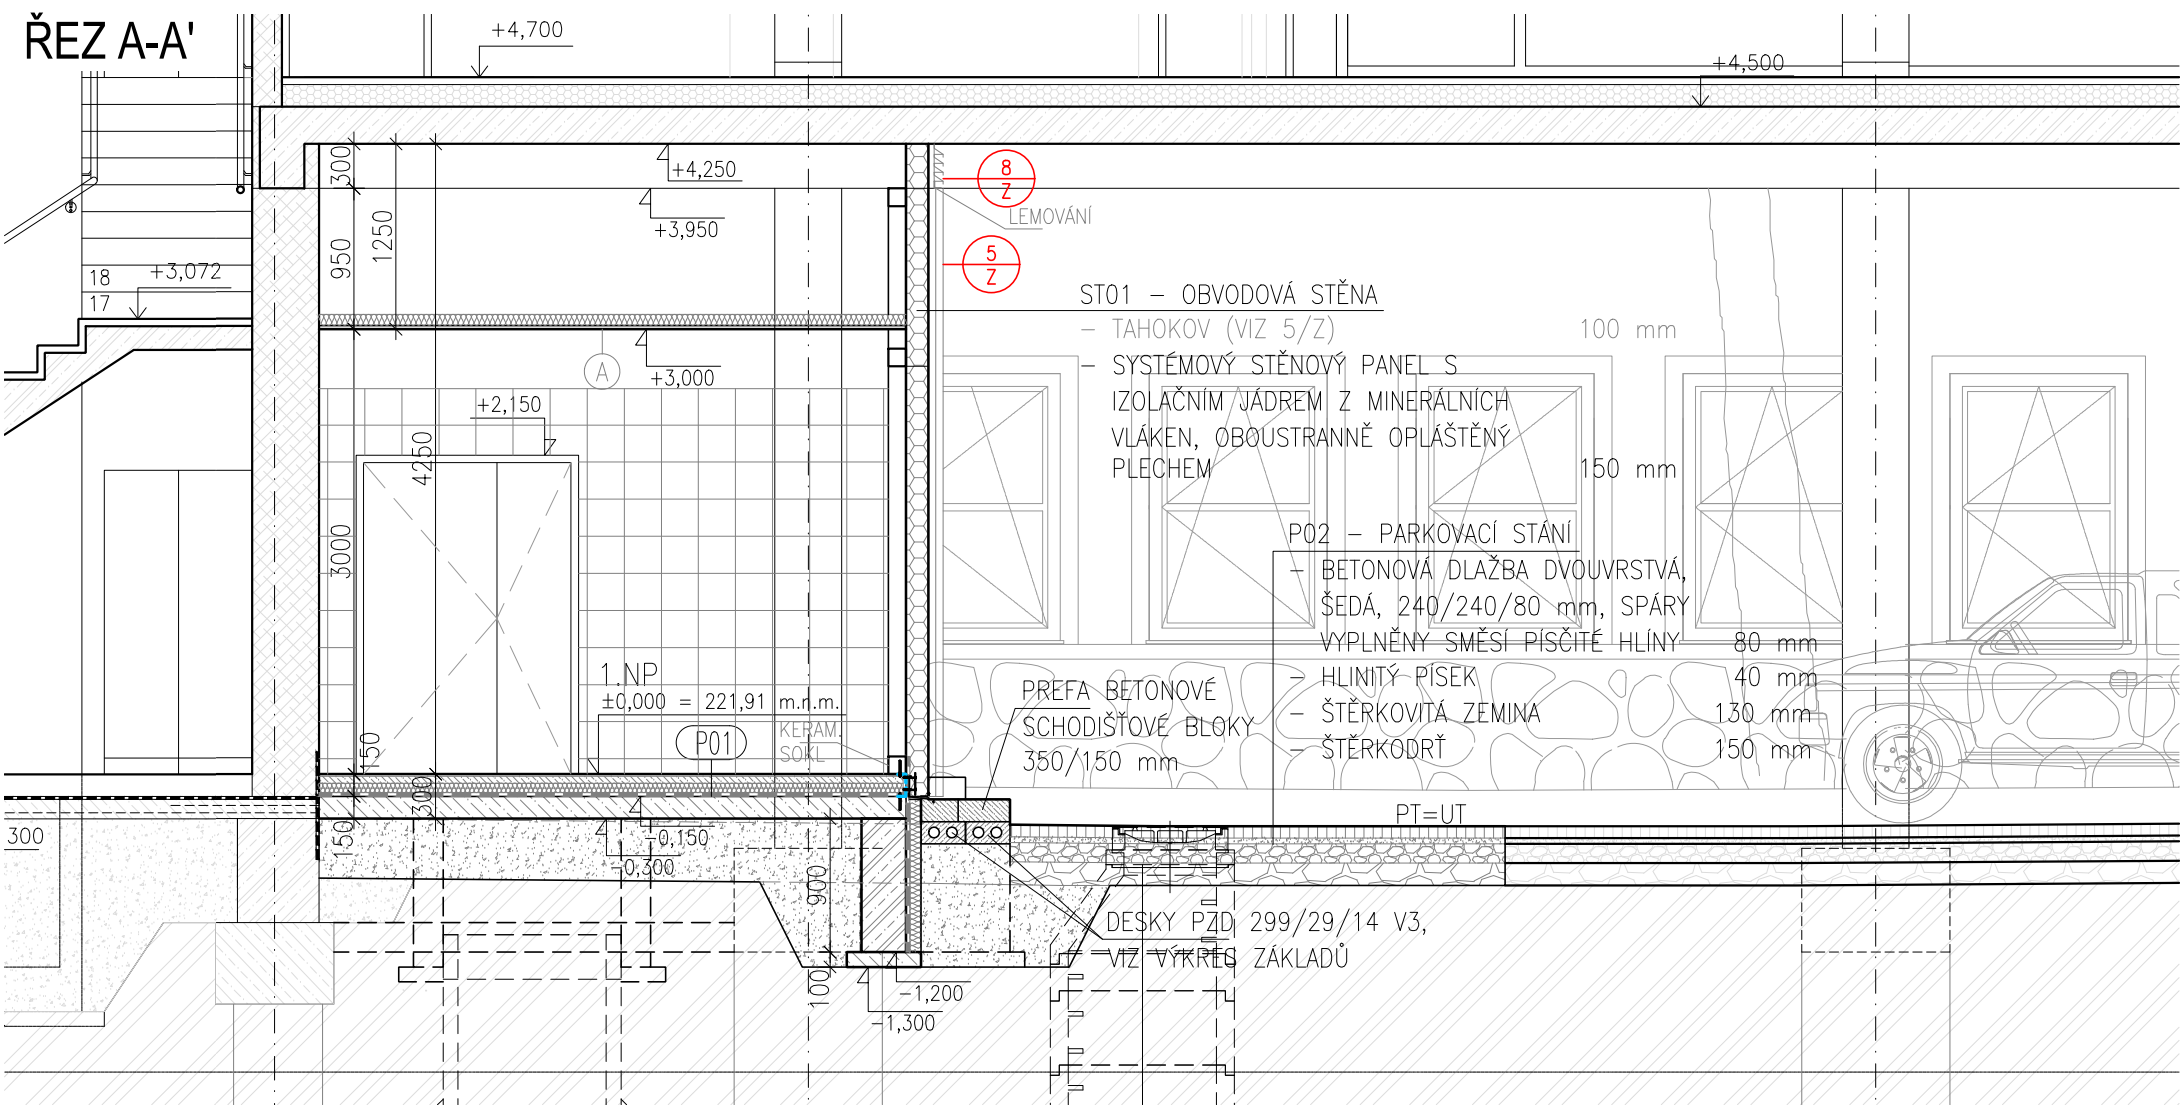 ŘEZ A-A'
+4,700
+4,500
300
+4,250
8
Z
LEMOVÁNÍ
+3,950
950
1250
5
Z
18
+3,072
17
ST01 – OBVODOVÁ STĚNA
– TAHOKOV (VIZ 5/Z) 100 mm
– SYSTÉMOVÝ STĚNOVÝ PANEL S
IZOLAČNÍM JÁDREM Z MINERÁLNÍCH
VLÁKEN, OBOUSTRANNĚ OPLÁŠTĚNÝ
PLECHEM 150 mm
A
+3,000
+2,150
4250
3000
P02 – PARKOVACÍ STÁNÍ
– BETONOVÁ DLAŽBA DVOUVRSTVÁ,
ŠEDÁ, 240/240/80 mm, SPÁRY
VYPLNĚNY SMĚSÍ PÍSČITÉ HLÍNY 80 mm
– HLINITÝ PÍSEK 40 mm
– ŠTĚRKOVITÁ ZEMINA 130 mm
– ŠTĚRKODRŤ 150 mm
1.NP
±0,000 = 221,91 m.n.m.
P01
KERAM.
SOKL
PREFA BETONOVÉ
SCHODIŠŤOVÉ BLOKY
350/150 mm
150
300
PT=UT
300
150
-0,150
-0,300
900
DESKY PZD 299/29/14 V3,
VIZ VÝKRES ZÁKLADŮ
100
-1,200
-1,300